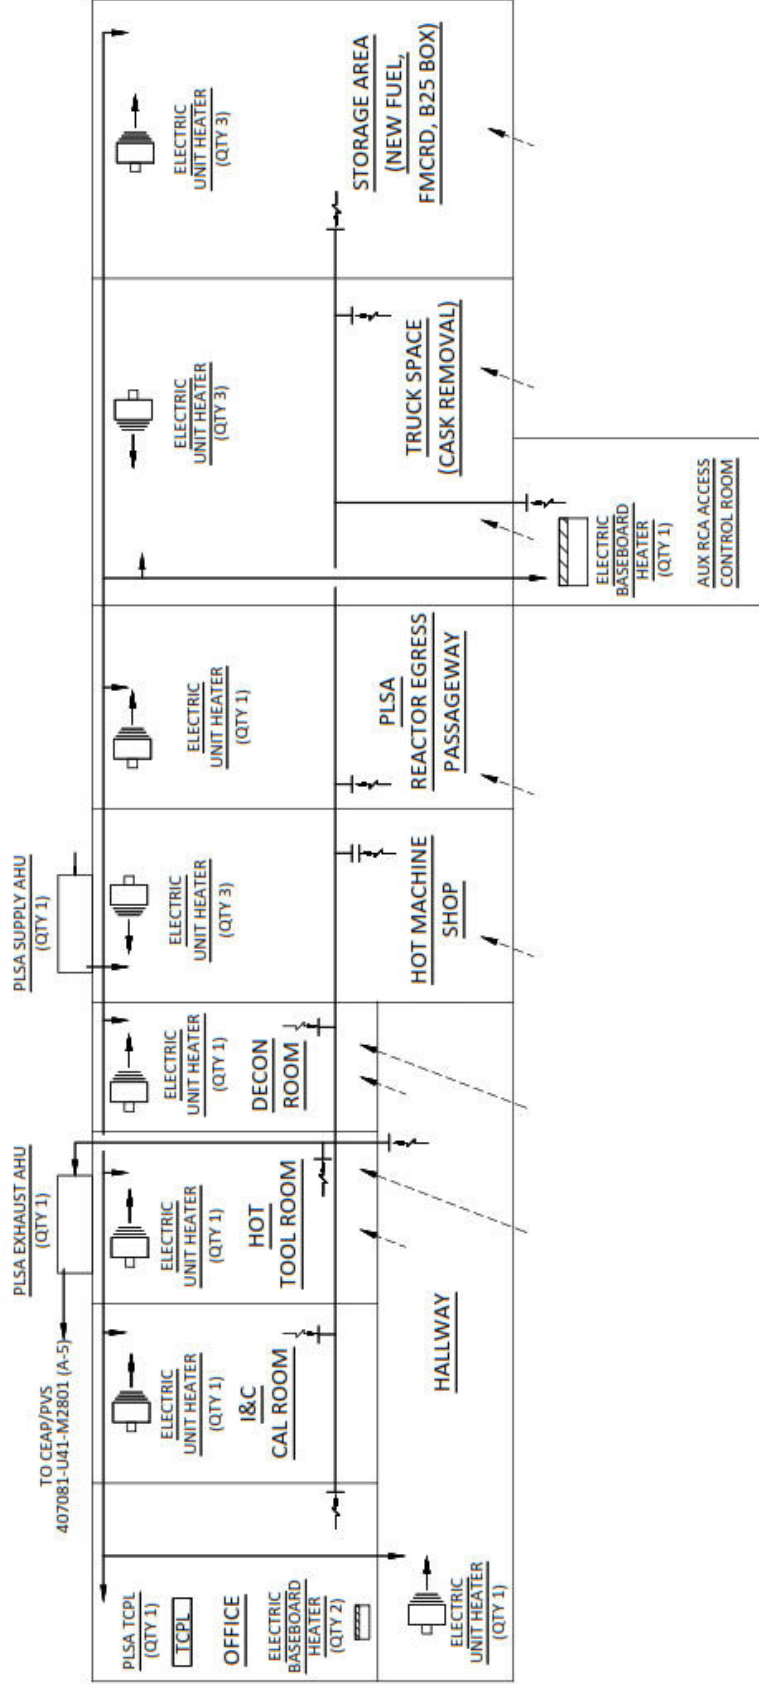 TO CEAP/PVS
407081-U41-M2801 (A-5)
PLSA EXHAUST AHU
(QTY 1)
PLSA SUPPLY AHU
(QTY 1)
PLSA TCPL
(QTY 1)
TCPL
OFFICE
ELECTRIC
BASEBOARD
HEATER
(QTY 2)
ELECTRIC
UNIT HEATER
(QTY 1)
I&C
CAL ROOM
ELECTRIC
UNIT HEATER
(QTY 1)
HOT
TOOL ROOM
ELECTRIC
UNIT HEATER
(QTY 1)
DECON
ROOM
ELECTRIC
UNIT HEATER
(QTY 3)
HOT MACHINE
SHOP
ELECTRIC
UNIT HEATER
(QTY 1)
PLSA
REACTOR EGRESS
PASSAGEWAY
ELECTRIC
UNIT HEATER
(QTY 3)
TRUCK SPACE
(CASK REMOVAL)
ELECTRIC
UNIT HEATER
(QTY 3)
STORAGE AREA
(NEW FUEL,
FMCRD, B25 BOX)
ELECTRIC
UNIT HEATER
(QTY 1)
HALLWAY
ELECTRIC
BASEBOARD
HEATER
(QTY 1)
AUX RCA ACCESS
CONTROL ROOM